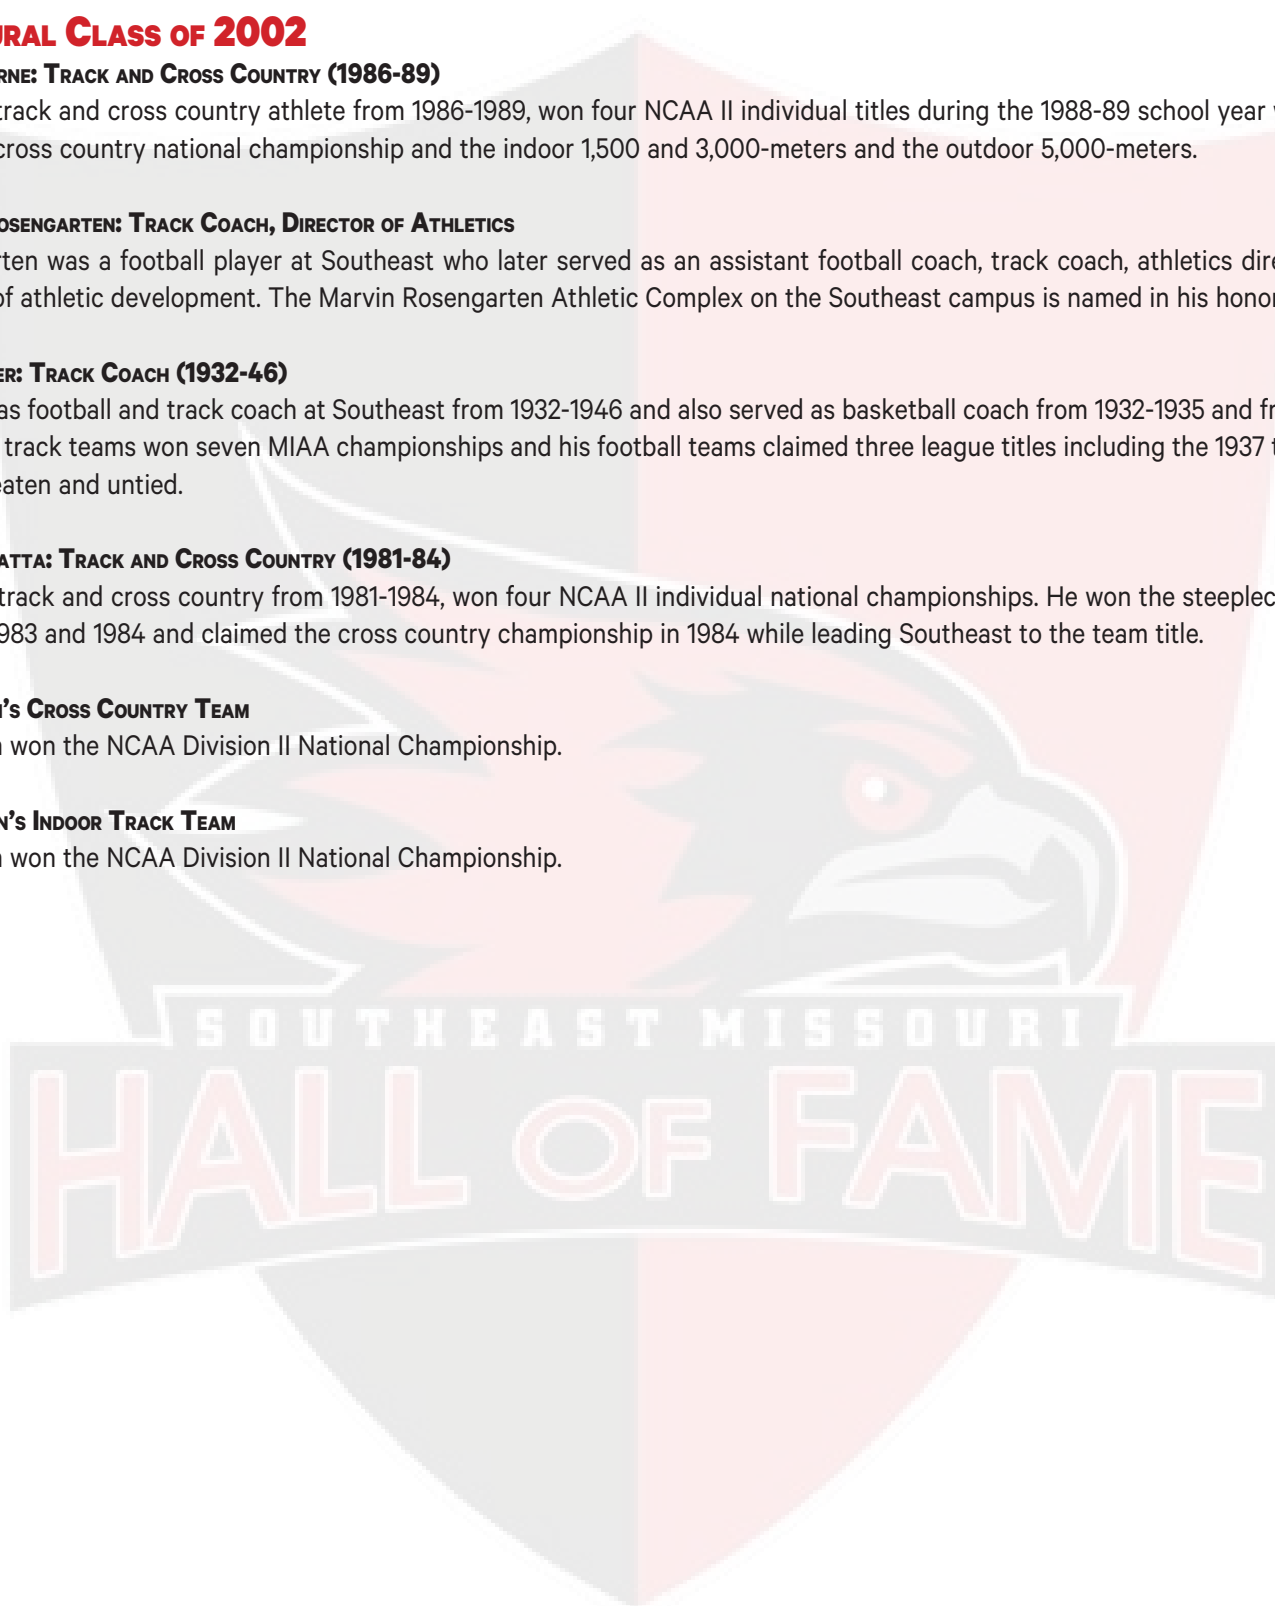 URAL CLASS OF 2002
RNE: TRACK AND CROSS COUNTRY (1986-89)
track and cross country athlete from 1986-1989, won four NCAA II individual titles during the 1988-89 school year
cross country national championship and the indoor 1,500 and 3,000-meters and the outdoor 5,000-meters.
OSENGARTEN: TRACK COACH, DIRECTOR OF ATHLETICS
rten was a football player at Southeast who later served as an assistant football coach, track coach, athletics dire
of athletic development. The Marvin Rosengarten Athletic Complex on the Southeast campus is named in his honor
ER: TRACK COACH (1932-46)
as football and track coach at Southeast from 1932-1946 and also served as basketball coach from 1932-1935 and fr
track teams won seven MIAA championships and his football teams claimed three league titles including the 1937 t
eaten and untied.
ATTA: TRACK AND CROSS COUNTRY (1981-84)
track and cross country from 1981-1984, won four NCAA II individual national championships. He won the steeplec
983 and 1984 and claimed the cross country championship in 1984 while leading Southeast to the team title.
'S CROSS COUNTRY TEAM
won the NCAA Division II National Championship.
N'S INDOOR TRACK TEAM
won the NCAA Division II National Championship.
SOUTHEAST MISSOURI
HALL OF FAME